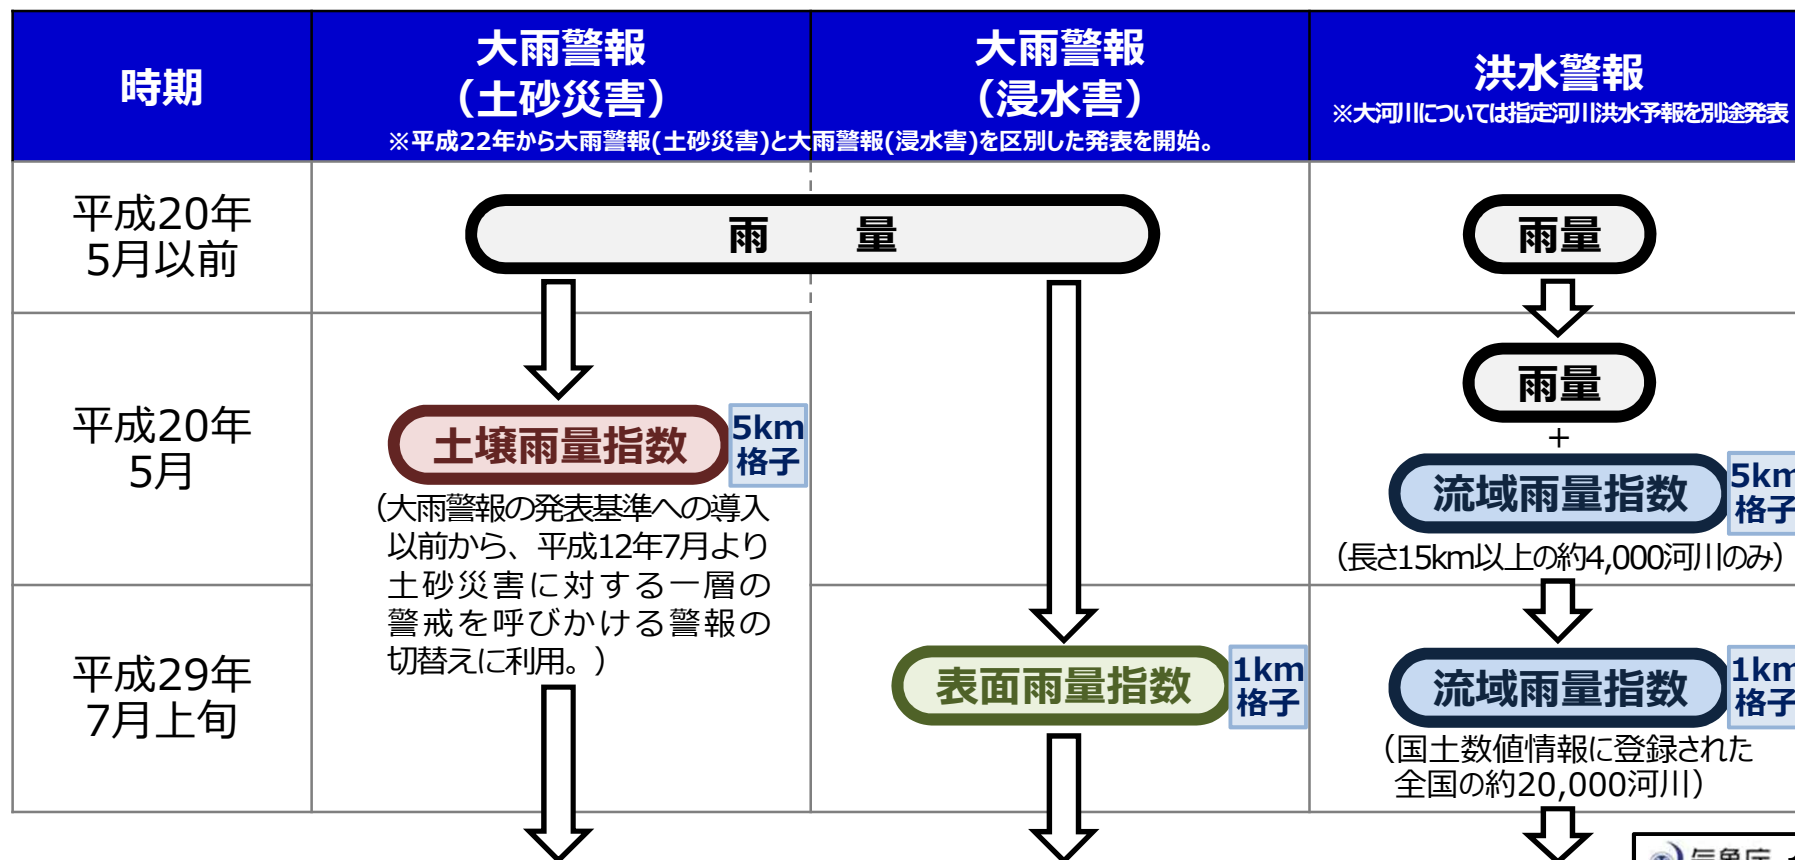 時期
大雨警報
（土砂災害）
大雨警報
（浸水害）
※平成22年から大雨警報(土砂災害)と大雨警報(浸水害)を区別した発表を開始。
洪水警報
※大河川については指定河川洪水予報を別途発表
平成20年
5月以前
雨　量
雨量
平成20年
5月
土壌雨量指数
5km
格子
（大雨警報の発表基準への導入
以前から、平成12年7月より
土砂災害に対する一層の
警戒を呼びかける警報の
切替えに利用。）
雨量
+
流域雨量指数
5km
格子
（長さ15km以上の約4,000河川のみ）
平成29年
7月上旬
表面雨量指数
1km
格子
流域雨量指数
1km
格子
（国土数値情報に登録された
全国の約20,000河川）
気象庁